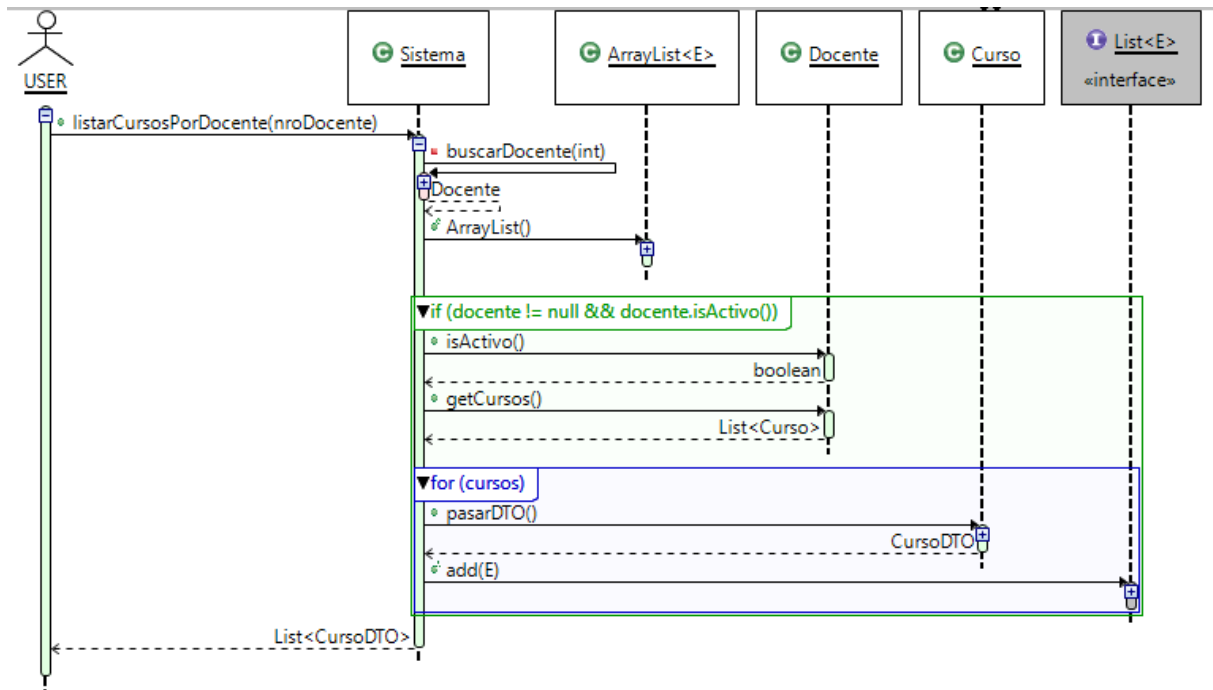 USER
C Sistema
C ArrayList<E>
C Docente
C Curso
I List<E>
«interface»
listarCursosPorDocente(nroDocente)
buscarDocente(int)
Docente
ArrayList()
if (docente != null && docente.isActivo())
isActivo()
boolean
getCursos()
List<Curso>
for (cursos)
pasarDTO()
CursoDTO
add(E)
List<CursoDTO>